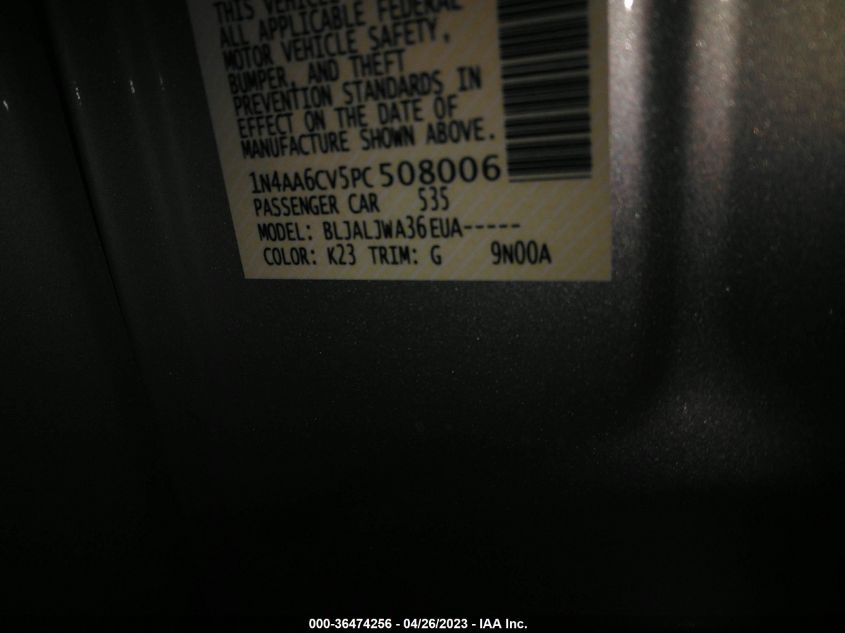 THIS VEHICLE
ALL APPLICABLE FEDERAL
MOTOR VEHICLE SAFETY,
BUMPER, AND THEFT
PREVENTION STANDARDS IN
EFFECT ON THE DATE OF
MANUFACTURE SHOWN ABOVE.
1N4AA6CV5PC508006
PASSENGER CAR 535
MODEL: BLJALJWA36EUA-----
COLOR: K23 TRIM: G 9N00A
000-36474256 - 04/26/2023 - IAA Inc.